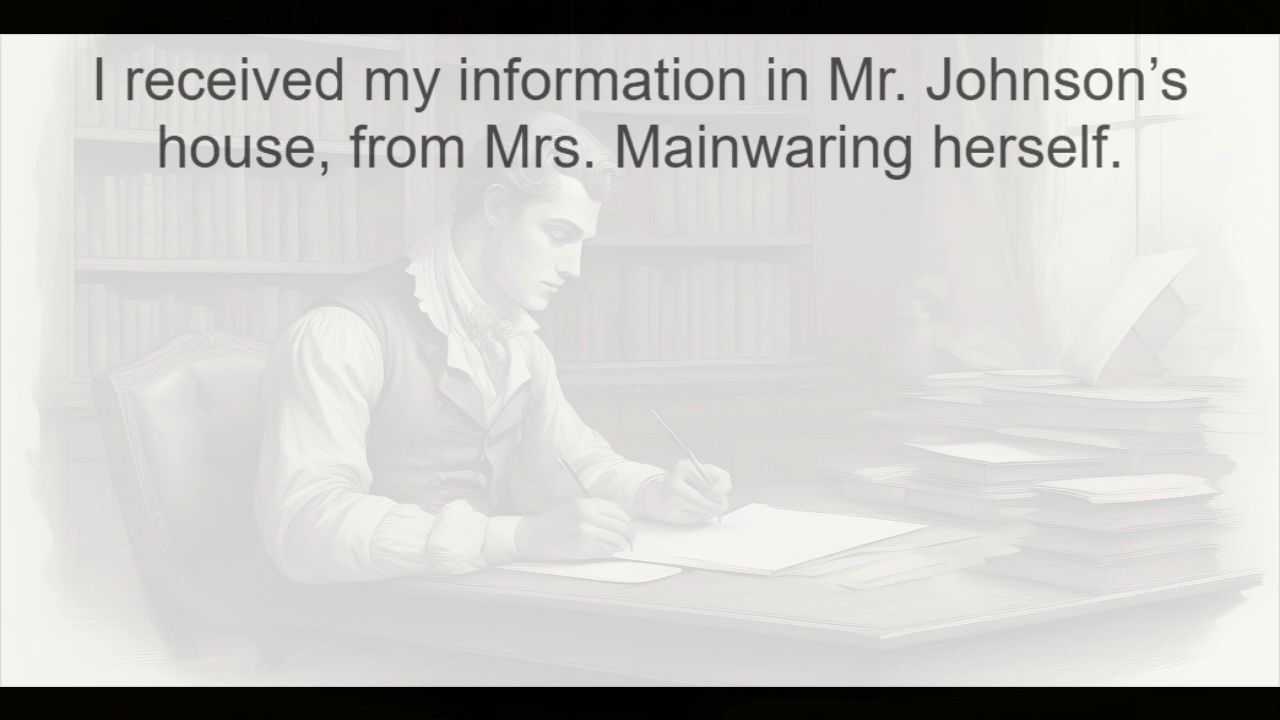 I received my information in Mr. Johnson’s
house, from Mrs. Mainwaring herself.